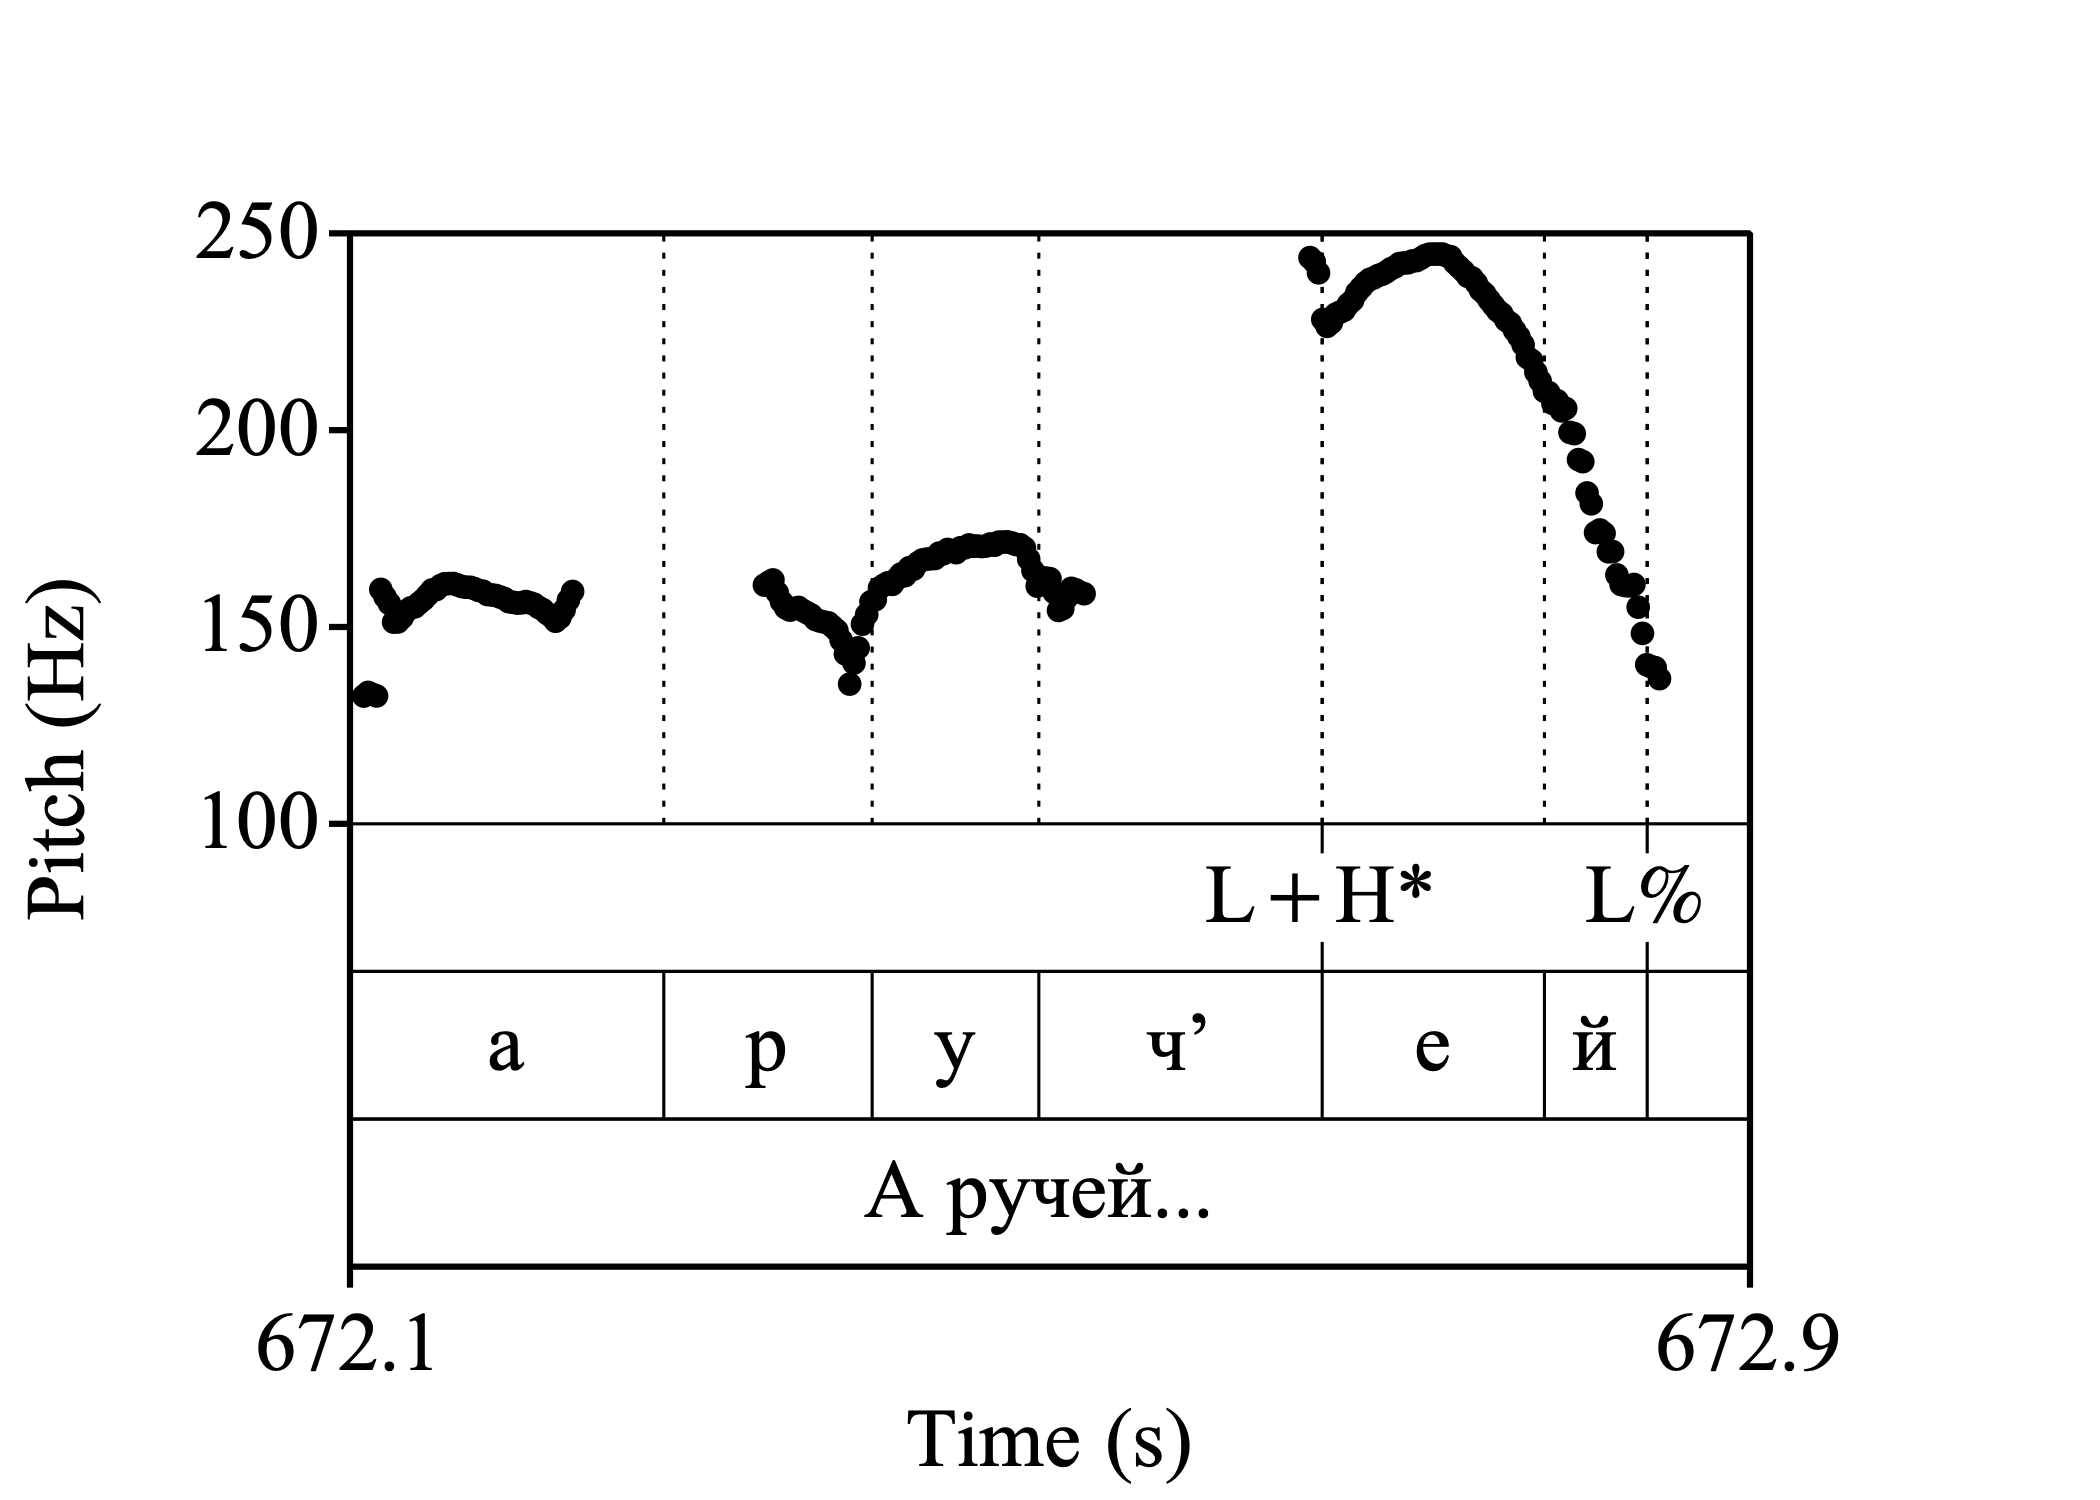 250
200
150
100
Pitch (Hz)
L+H* L%
а р у ч’ е й
А ручей...
672.1 672.9
Time (s)